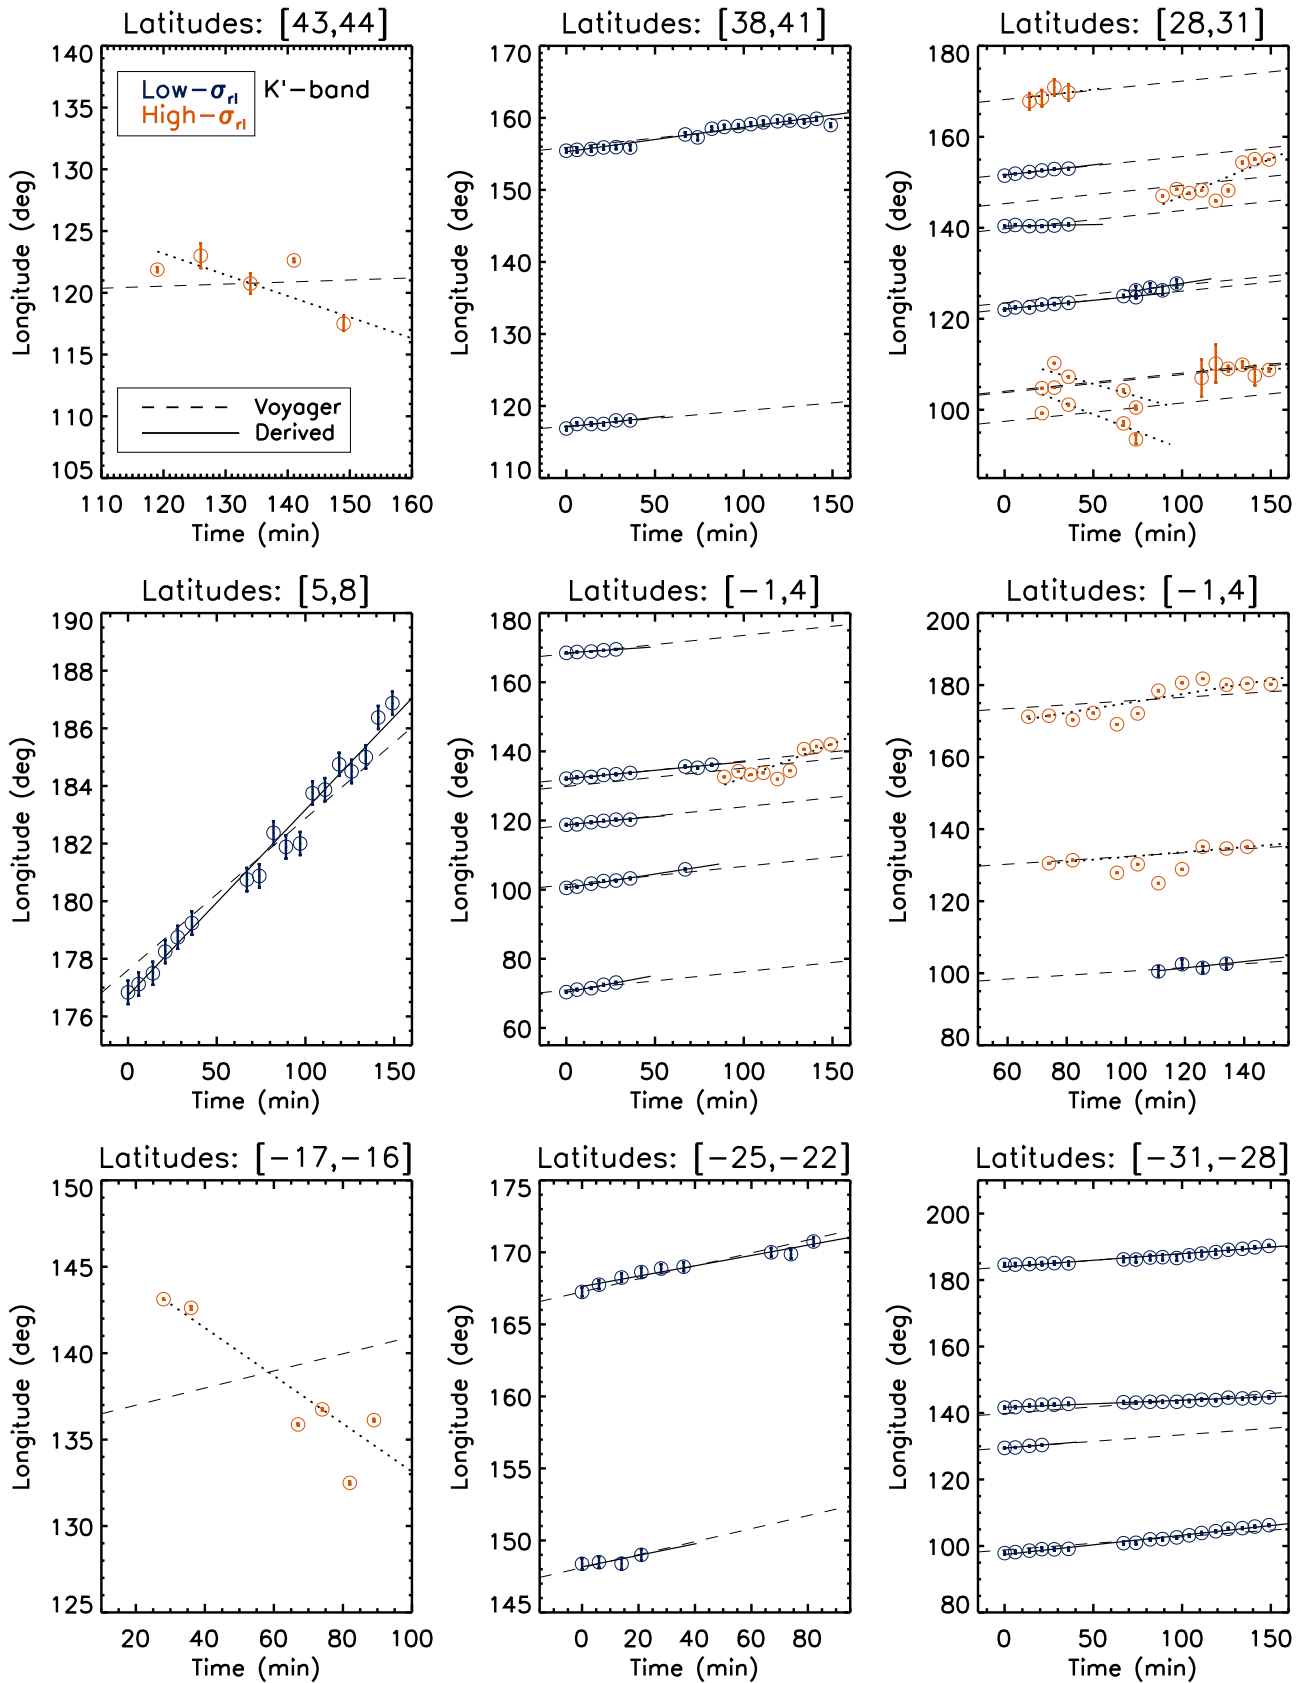 Latitudes: [43,44]
Latitudes: [38,41]
Latitudes: [28,31]
140
135
130
125
120
115
110
105
Longitude (deg)
Low-σrl K'-band
High-σrl
Voyager
Derived
110 120 130 140 150 160
Time (min)
170
160
150
140
130
120
110
Longitude (deg)
0 50 100 150
Time (min)
180
160
140
120
100
Longitude (deg)
0 50 100 150
Time (min)
Latitudes: [5,8]
Latitudes: [-1,4]
Latitudes: [-1,4]
190
188
186
184
182
180
178
176
Longitude (deg)
0 50 100 150
Time (min)
180
160
140
120
100
80
60
Longitude (deg)
0 50 100 150
Time (min)
200
180
160
140
120
100
80
Longitude (deg)
60 80 100 120 140
Time (min)
Latitudes: [-17,-16]
Latitudes: [-25,-22]
Latitudes: [-31,-28]
150
145
140
135
130
125
Longitude (deg)
20 40 60 80 100
Time (min)
175
170
165
160
155
150
145
Longitude (deg)
0 20 40 60 80
Time (min)
200
180
160
140
120
100
80
Longitude (deg)
0 50 100 150
Time (min)